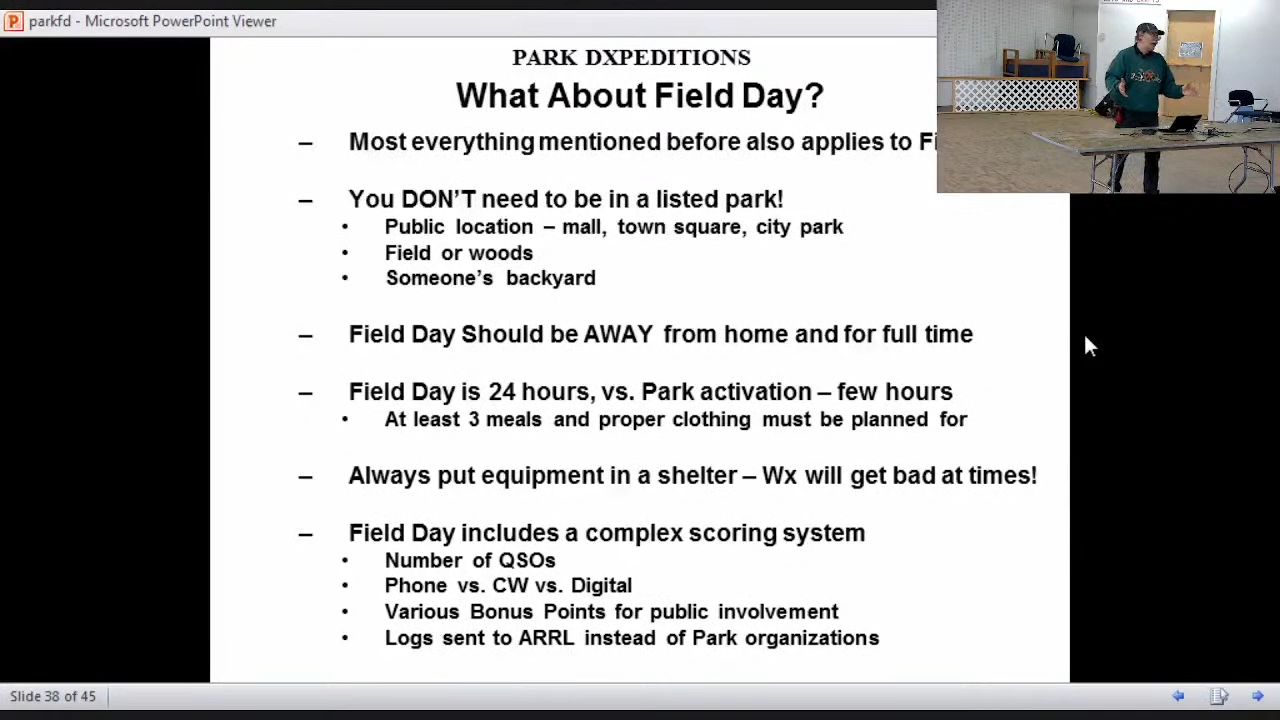 parkfd - Microsoft PowerPoint Viewer
PARK DXPEDITIONS
What About Field Day?
– Most everything mentioned before also applies to
– You DON'T need to be in a listed park!
• Public location – mall, town square, city park
• Field or woods
• Someone's backyard
– Field Day Should be AWAY from home and for full time
– Field Day is 24 hours, vs. Park activation – few hours
• At least 3 meals and proper clothing must be planned for
– Always put equipment in a shelter – Wx will get bad at times!
– Field Day includes a complex scoring system
• Number of QSOs
• Phone vs. CW vs. Digital
• Various Bonus Points for public involvement
• Logs sent to ARRL instead of Park organizations
Slide 38 of 45